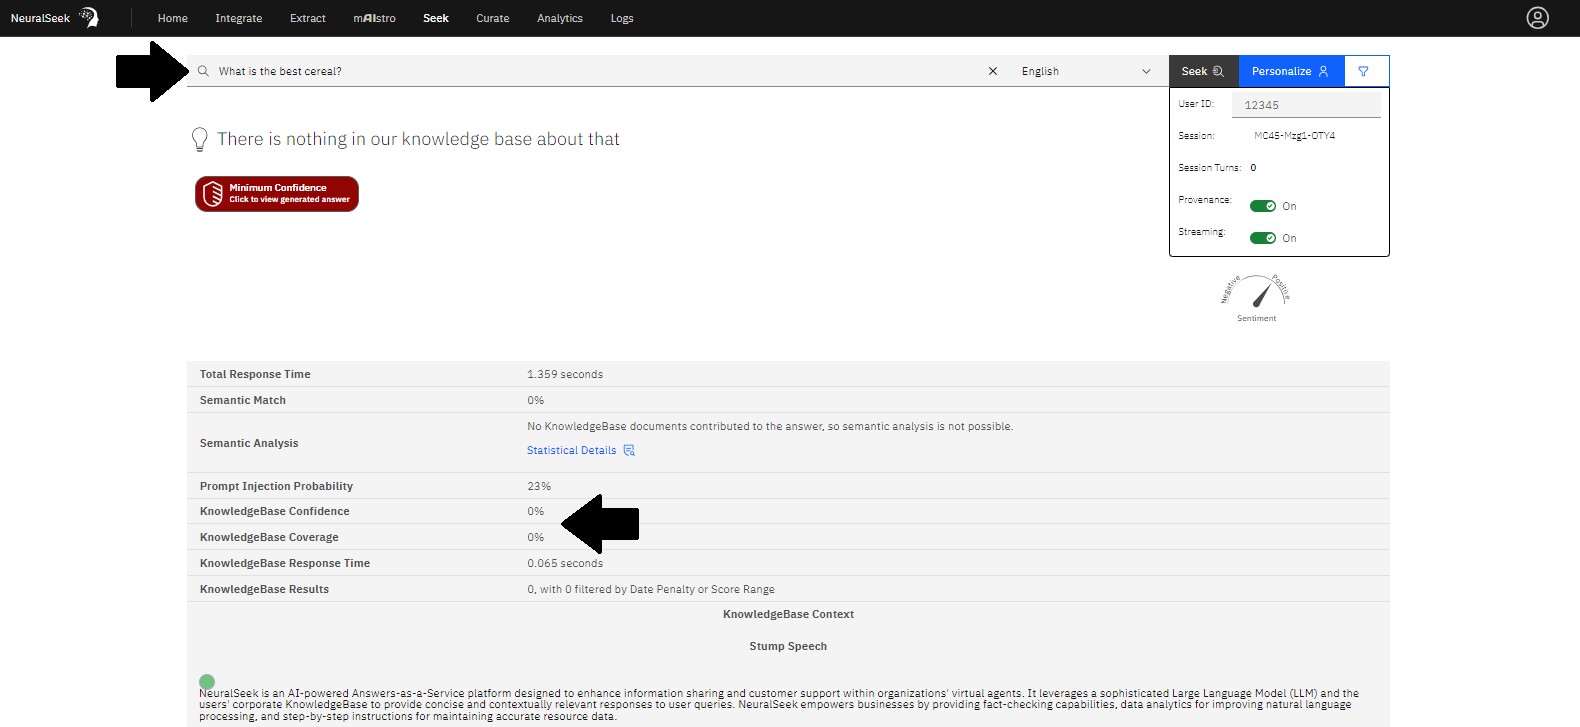 NeuralSeek
Home Integrate Extract mAIstro Seek Curate Analytics Logs
What is the best cereal? English Seek Personalize
User ID: 12345
Session: MC45-Mzg1-OTY4
Session Turns: 0
Provenance: On
Streaming: On
There is nothing in our knowledge base about that
Minimum Confidence
Click to view generated answer
Negative Positive
Sentiment
Total Response Time 1.359 seconds
Semantic Match 0%
Semantic Analysis No KnowledgeBase documents contributed to the answer, so semantic analysis is not possible.
Statistical Details
Prompt Injection Probability 23%
KnowledgeBase Confidence 0%
KnowledgeBase Coverage 0%
KnowledgeBase Response Time 0.065 seconds
KnowledgeBase Results 0, with 0 filtered by Date Penalty or Score Range
KnowledgeBase Context
Stump Speech
NeuralSeek is an AI-powered Answers-as-a-Service platform designed to enhance information sharing and customer support within organizations' virtual agents. It leverages a sophisticated Large Language Model (LLM) and the
users' corporate KnowledgeBase to provide concise and contextually relevant responses to user queries. NeuralSeek empowers businesses by providing fact-checking capabilities, data analytics for improving natural language
processing, and step-by-step instructions for maintaining accurate resource data.